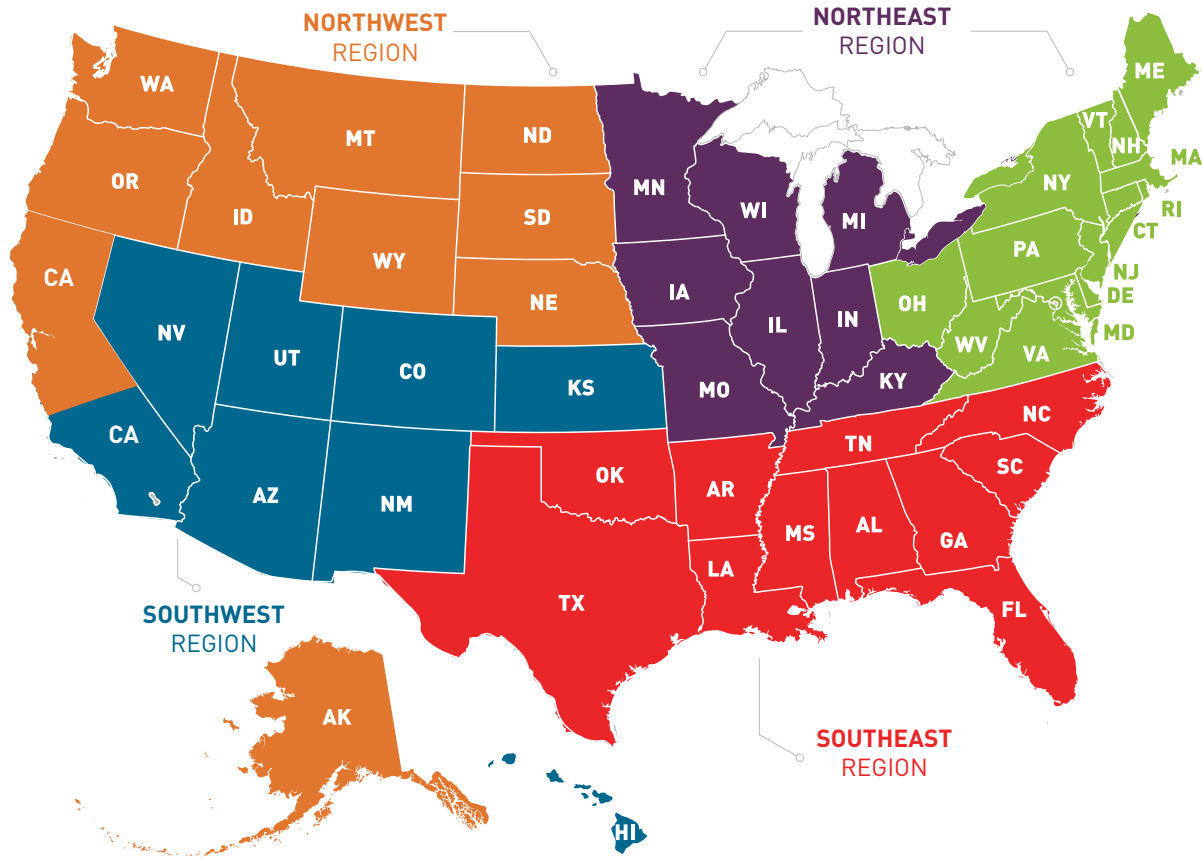 NORTHWEST
REGION
NORTHEAST
REGION
WA
MT
ND
MN
OR
ID
SD
WI
MI
WY
CA
NE
IA
ME
VT
NH
MA
NY
RI
CT
PA
NJ
DE
OH
MD
WV
VA
NV
UT
CO
KS
IL
IN
MO
KY
CA
AZ
NM
OK
AR
TN
NC
SC
MS
AL
GA
LA
TX
FL
SOUTHWEST
REGION
AK
HI
SOUTHEAST
REGION